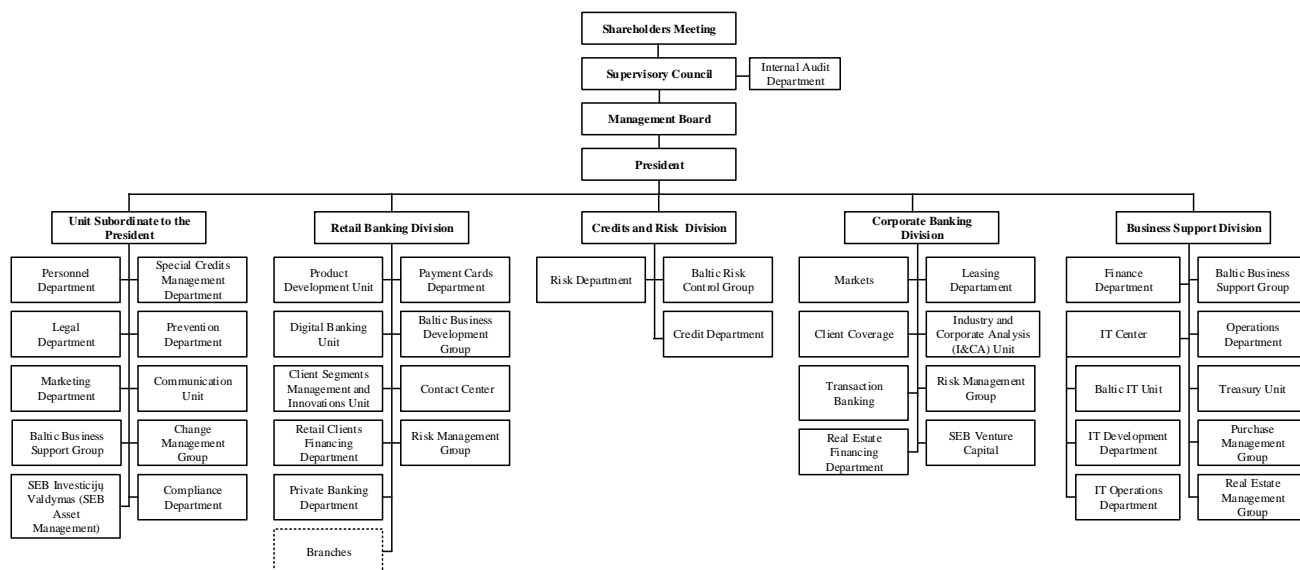 Shareholders Meeting
Supervisory Council
Internal Audit
Department
Management Board
President
Unit Subordinate to the
President
Retail Banking Division
Credits and Risk Division
Corporate Banking
Division
Business Support Division
Personnel
Department
Special Credits
Management
Department
Legal
Department
Prevention
Department
Marketing
Department
Communication
Unit
Baltic Business
Support Group
Change
Management
Group
SEB Investicijų
Valdymas (SEB
Asset
Management)
Compliance
Department
Product
Development Unit
Payment Cards
Department
Digital Banking
Unit
Baltic Business
Development
Group
Client Segments
Management and
Innovations Unit
Contact Center
Retail Clients
Financing
Department
Risk Management
Group
Private Banking
Department
Branches
Risk Department
Baltic Risk
Control Group
Credit Department
Markets
Leasing
Departament
Client Coverage
Industry and
Corporate Analysis
(I&CA) Unit
Transaction
Banking
Risk Management
Group
Real Estate
Financing
Department
SEB Venture
Capital
Finance
Department
Baltic Business
Support Group
IT Center
Operations
Department
Baltic IT Unit
Treasury Unit
IT Development
Department
Purchase
Management
Group
IT Operations
Department
Real Estate
Management
Group